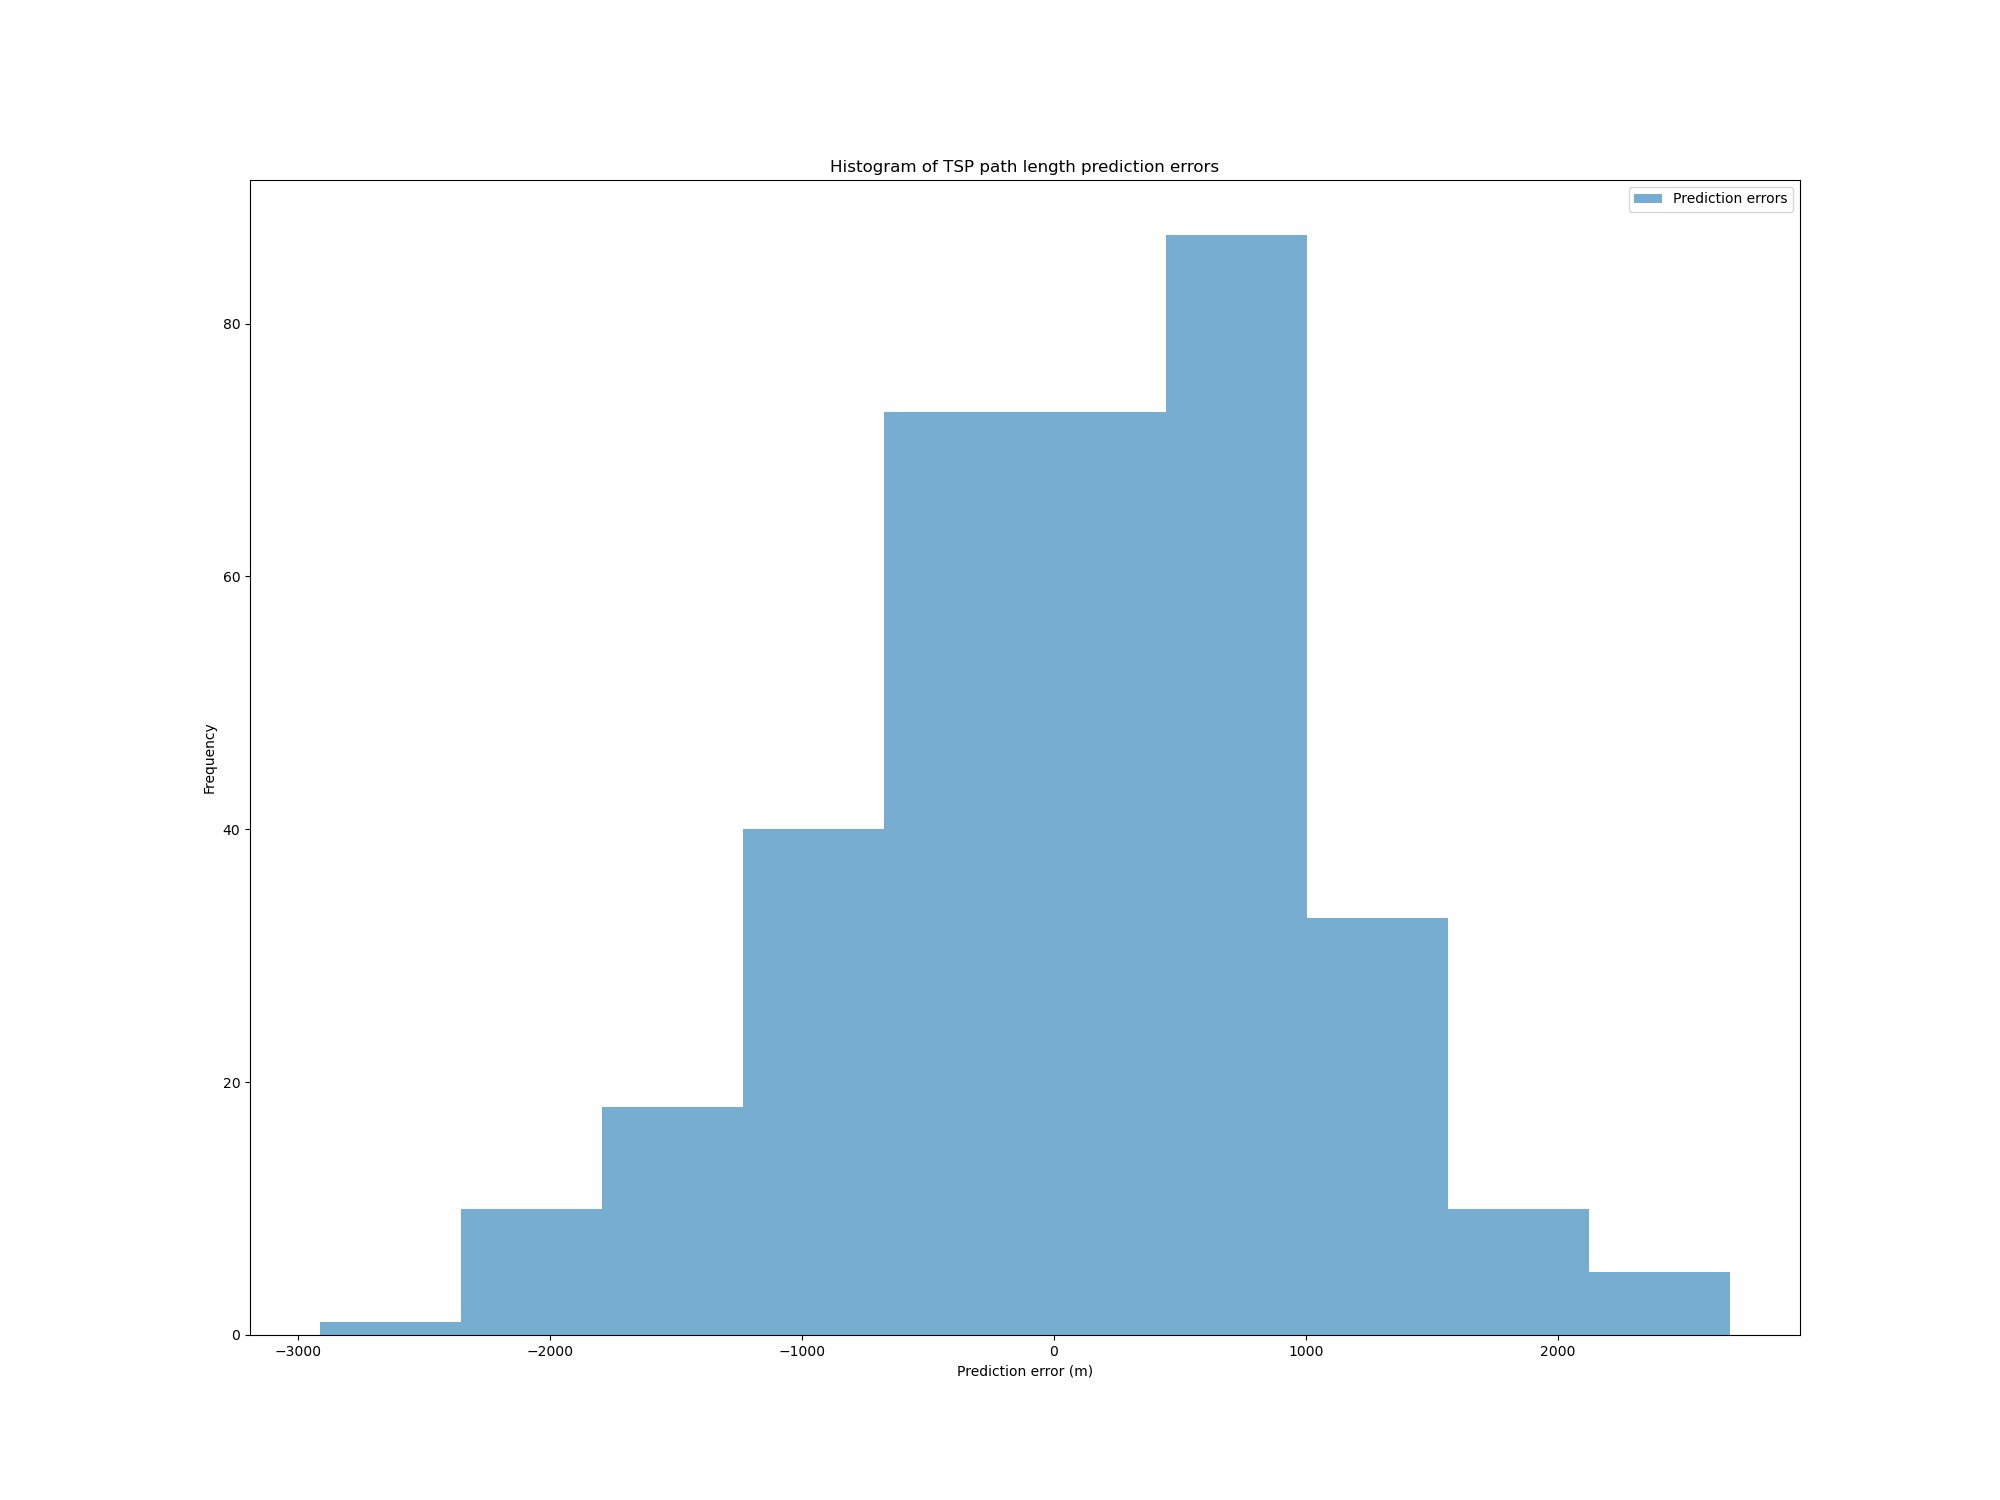 Histogram of TSP path length prediction errors
Prediction errors
Frequency
80
60
40
20
0
−3000
−2000
−1000
0
1000
2000
Prediction error (m)